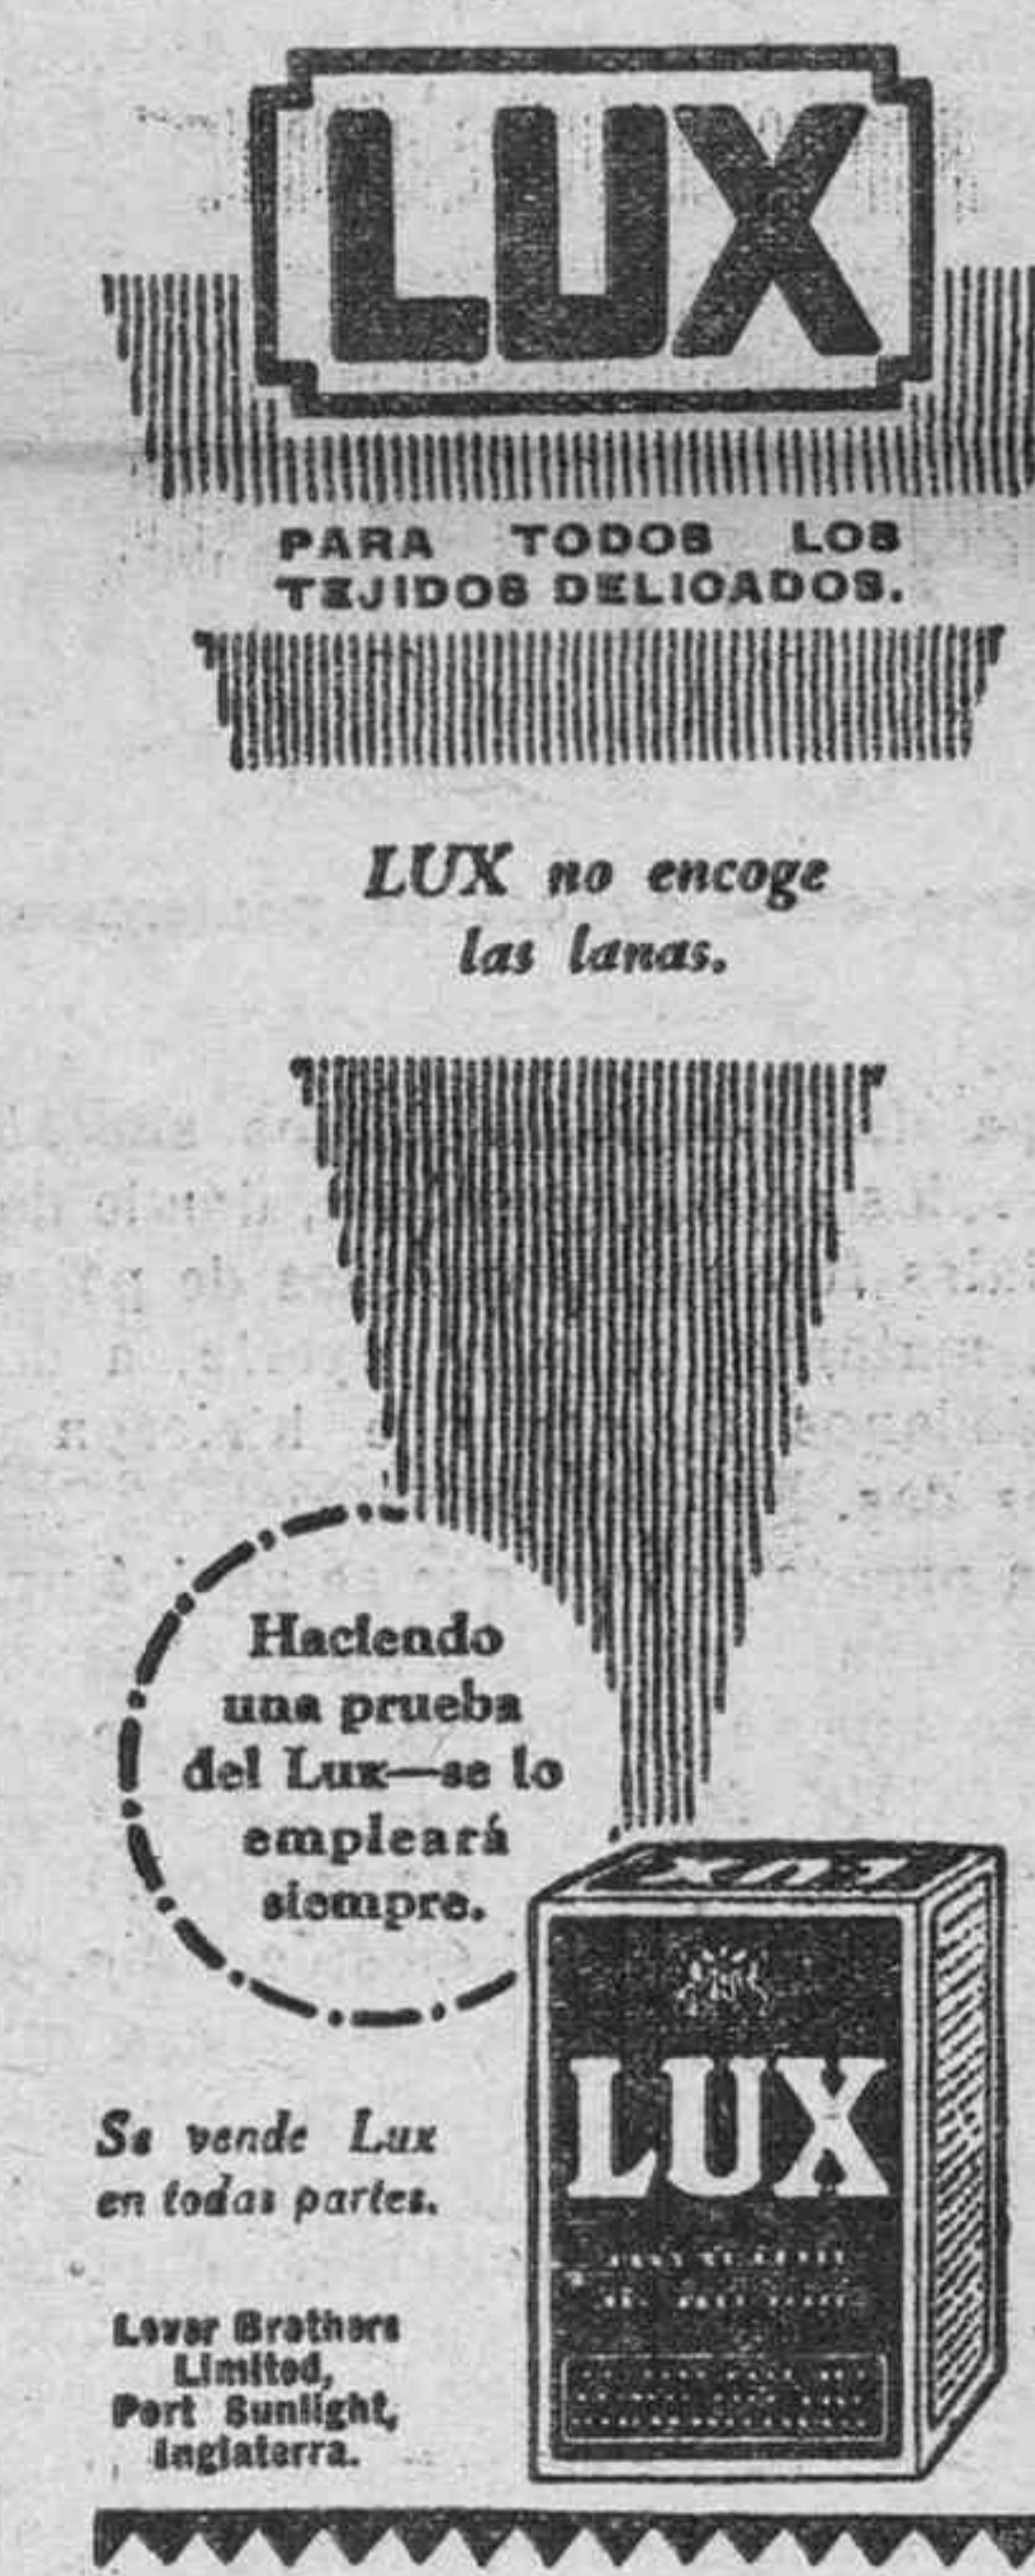 LUX
PARA TODOS LOS
TEJIDOS DELICADOS.
LUX no encoge
las lanas.
Haciendo
una prueba
del Lux—se lo
empleará
siempre.
LUX
LUX
Se vende Lux
en todas partes.
Lever Brothers
Limited,
Port Sunlight,
Inglaterra.